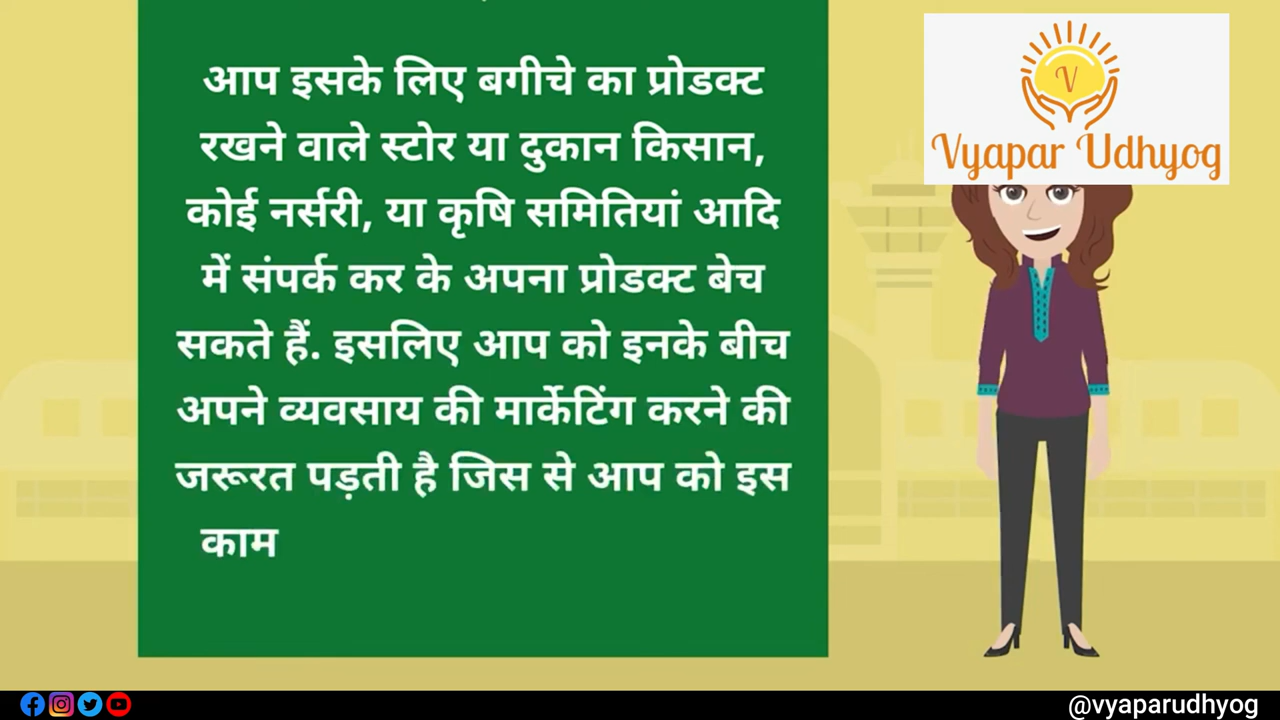 आप इसके लिए बगीचे का प्रोडक्ट
रखने वाले स्टोर या दुकान किसान,
कोई नर्सरी, या कृषि समितियां आदि
में संपर्क कर के अपना प्रोडक्ट बेच
सकते हैं. इसलिए आप को इनके बीच
अपने व्यवसाय की मार्केटिंग करने की
जरूरत पड़ती है जिस से आप को इस
काम
V
Vyapar Udhyog
@vyaparudhyog